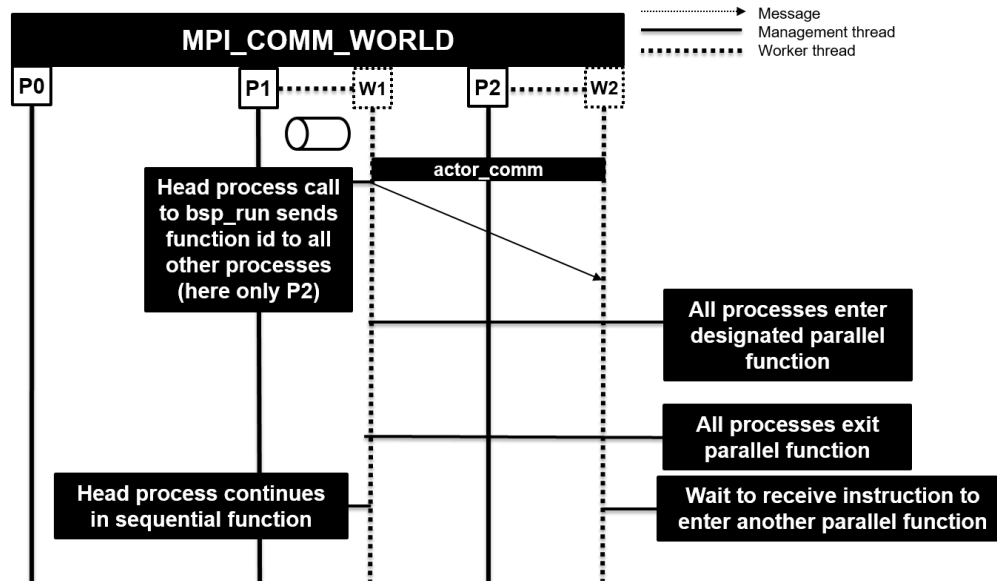 Message
Management thread
Worker thread
MPI_COMM_WORLD
P0
P1
W1
P2
W2
actor_comm
Head process call
to bsp_run sends
function id to all
other processes
(here only P2)
All processes enter
designated parallel
function
All processes exit
parallel function
Head process continues
in sequential function
Wait to receive instruction to
enter another parallel function